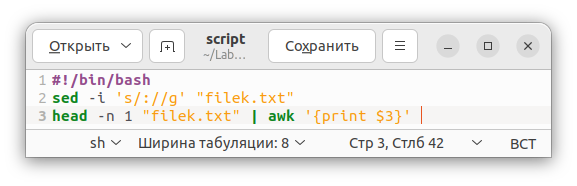 Открыть
script
~/Lab…
Сохранить
1 #!/bin/bash
2 sed -i 's/://g' "filek.txt"
3 head -n 1 "filek.txt" | awk '{print $3}'
sh
Ширина табуляции: 8
Стр 3, Стлб 42
ВСТ